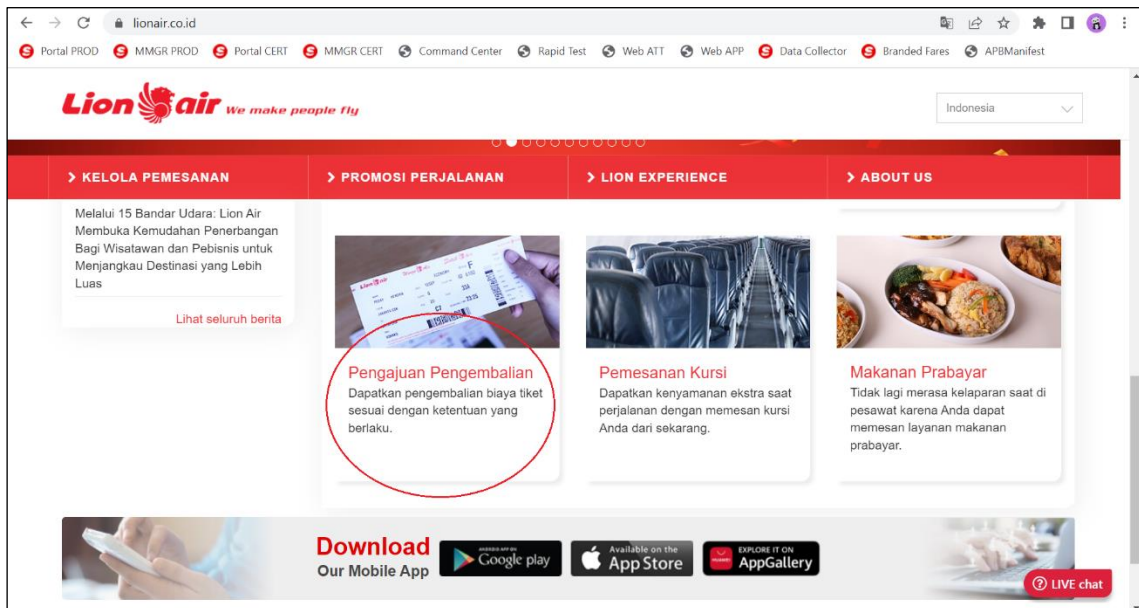 lionair.co.id
Portal PROD MMGR PROD Portal CERT MMGR CERT Command Center Rapid Test Web ATT Web APP Data Collector Branded Fares APBManifest
Lion air We make people fly
Indonesia
KELOLA PEMESANAN
PROMOSI PERJALANAN
LION EXPERIENCE
ABOUT US
Melalui 15 Bandar Udara: Lion Air
Membuka Kemudahan Penerbangan
Bagi Wisatawan dan Pebisnis untuk
Menjangkau Destinasi yang Lebih
Luas
Lihat seluruh berita
Pengajuan Pengembalian
Dapatkan pengembalian biaya tiket
sesuai dengan ketentuan yang
berlaku.
Pemesanan Kursi
Dapatkan kenyamanan ekstra saat
perjalanan dengan memesan kursi
Anda dari sekarang.
Makanan Prabayar
Tidak lagi merasa kelaparan saat di
pesawat karena Anda dapat
memesan layanan makanan
prabayar.
Download
Our Mobile App
ANDROID APP ON
Google play
Available on the
App Store
EXPLORE IT ON
AppGallery
LIVE chat